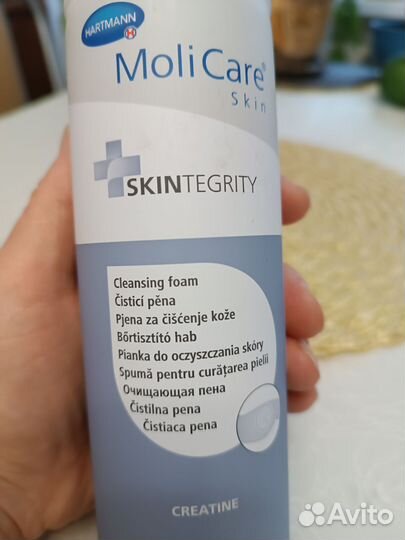 HARTMANN
MoliCare®
Skin
SKINTEGRITY
Cleansing foam
Čisticí pěna
Pjena za čišćenje kože
Bőrtisztító hab
Pianka do oczyszczania skóry
Spumă pentru curățarea pielii
Очищающая пена
Čistilna pena
Čistiaca pena
CREATINE
Avito